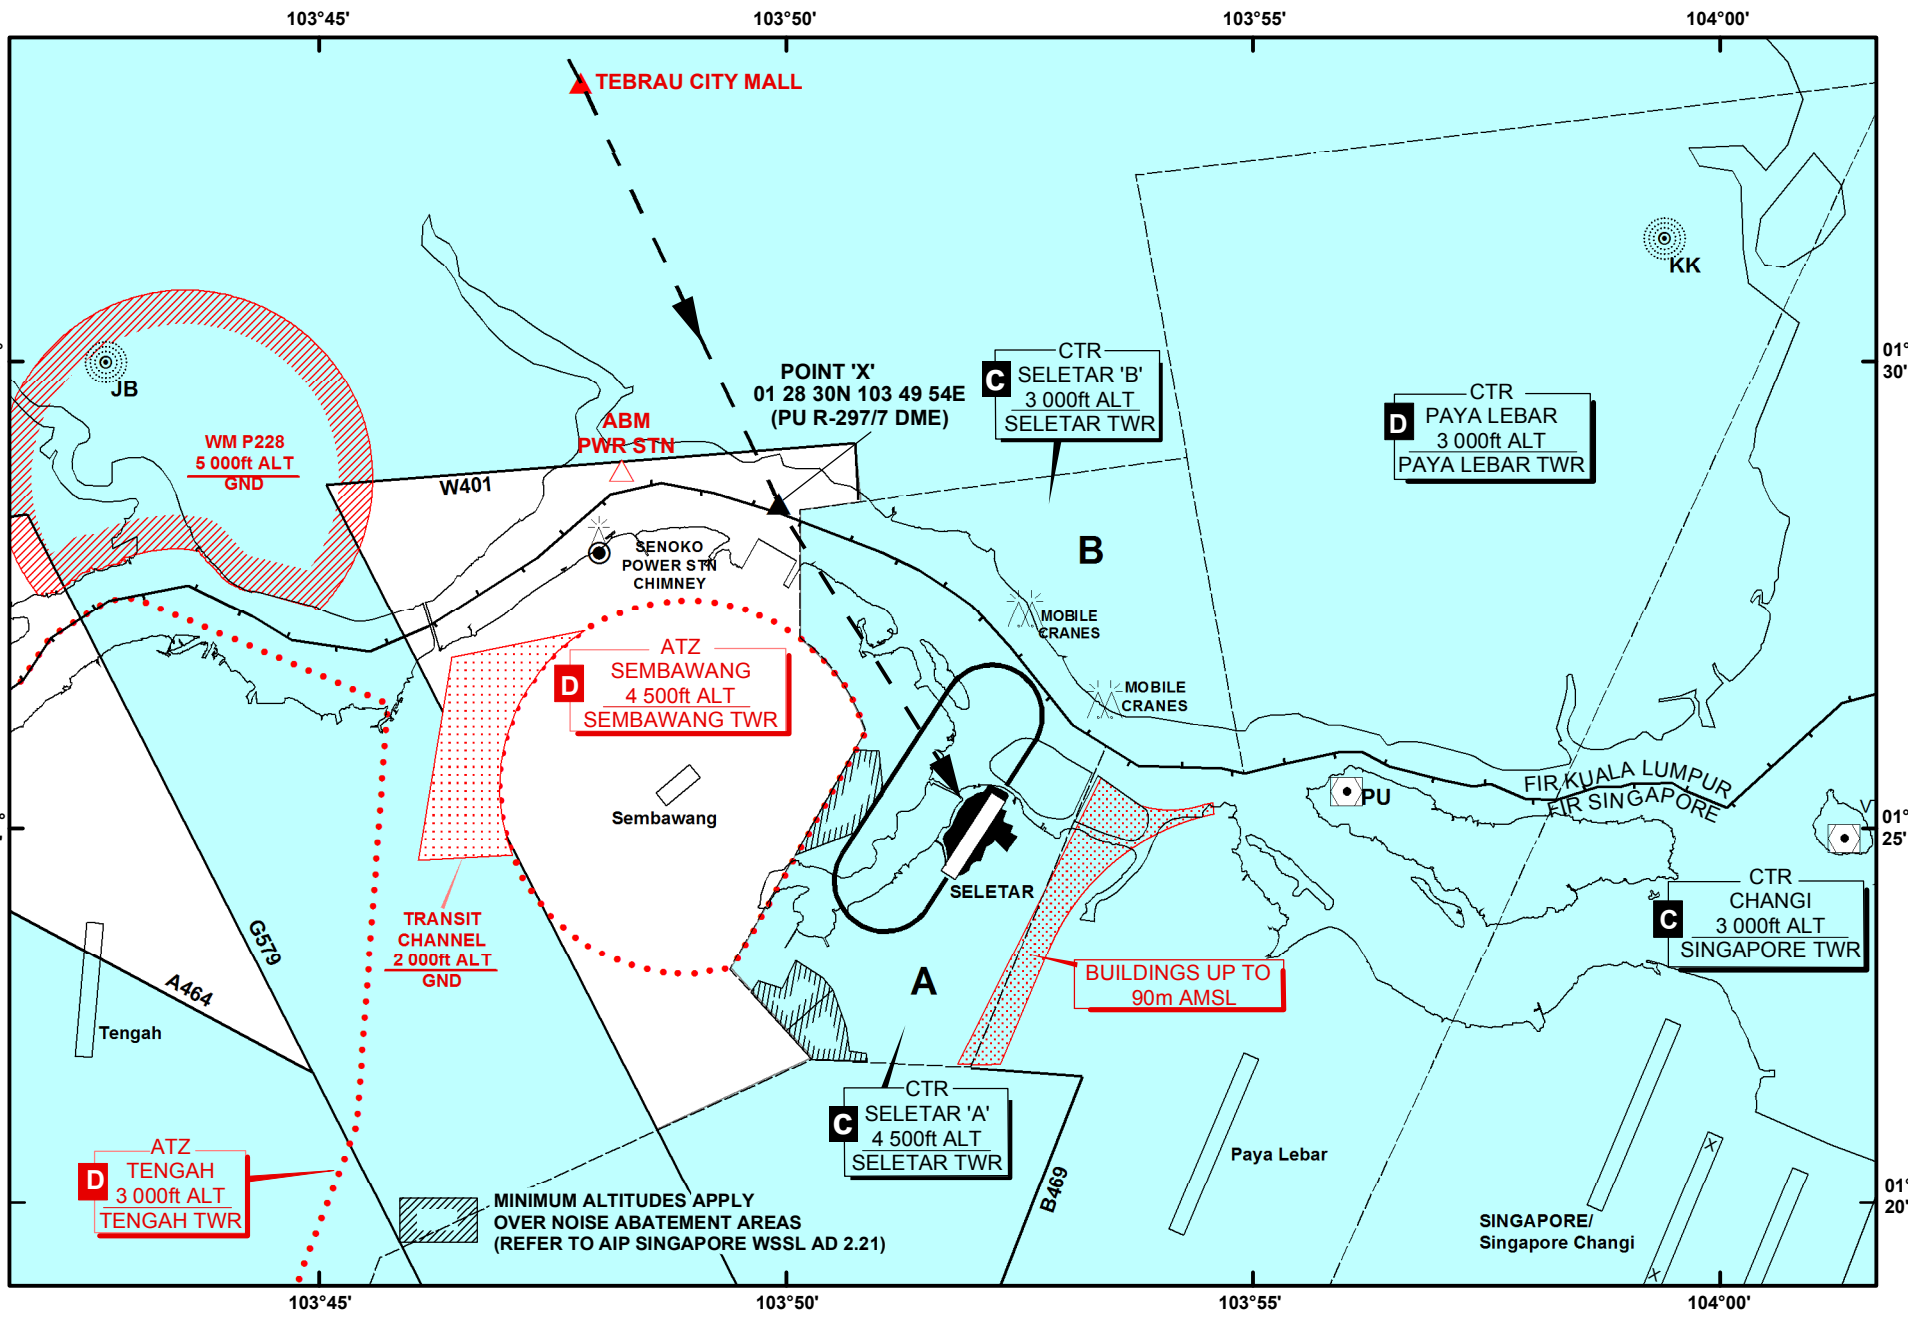 103°45'
103°50'
103°55'
104°00'
TEBRAU CITY MALL
KK
JB
WM P228
5 000ft ALT
GND
ABM
PWR STN
W401
POINT 'X'
01 28 30N 103 49 54E
(PU R-297/7 DME)
CTR
C
SELETAR 'B'
3 000ft ALT
SELETAR TWR
CTR
D
PAYA LEBAR
3 000ft ALT
PAYA LEBAR TWR
01°
30'
SENOKO
POWER STN
CHIMNEY
B
MOBILE
CRANES
MOBILE
CRANES
ATZ
D
SEMBAWANG
4 500ft ALT
SEMBAWANG TWR
Sembawang
FIR KUALA LUMPUR
FIR SINGAPORE
PU
V
01°
25'
SELETAR
CTR
C
CHANGI
3 000ft ALT
SINGAPORE TWR
TRANSIT
CHANNEL
2 000ft ALT
GND
G579
A464
Tengah
A
BUILDINGS UP TO
90m AMSL
CTR
C
SELETAR 'A'
4 500ft ALT
SELETAR TWR
B469
Paya Lebar
ATZ
D
TENGAH
3 000ft ALT
TENGAH TWR
MINIMUM ALTITUDES APPLY
OVER NOISE ABATEMENT AREAS
(REFER TO AIP SINGAPORE WSSL AD 2.21)
SINGAPORE/
Singapore Changi
X
X
01°
20'
103°45'
103°50'
103°55'
104°00'